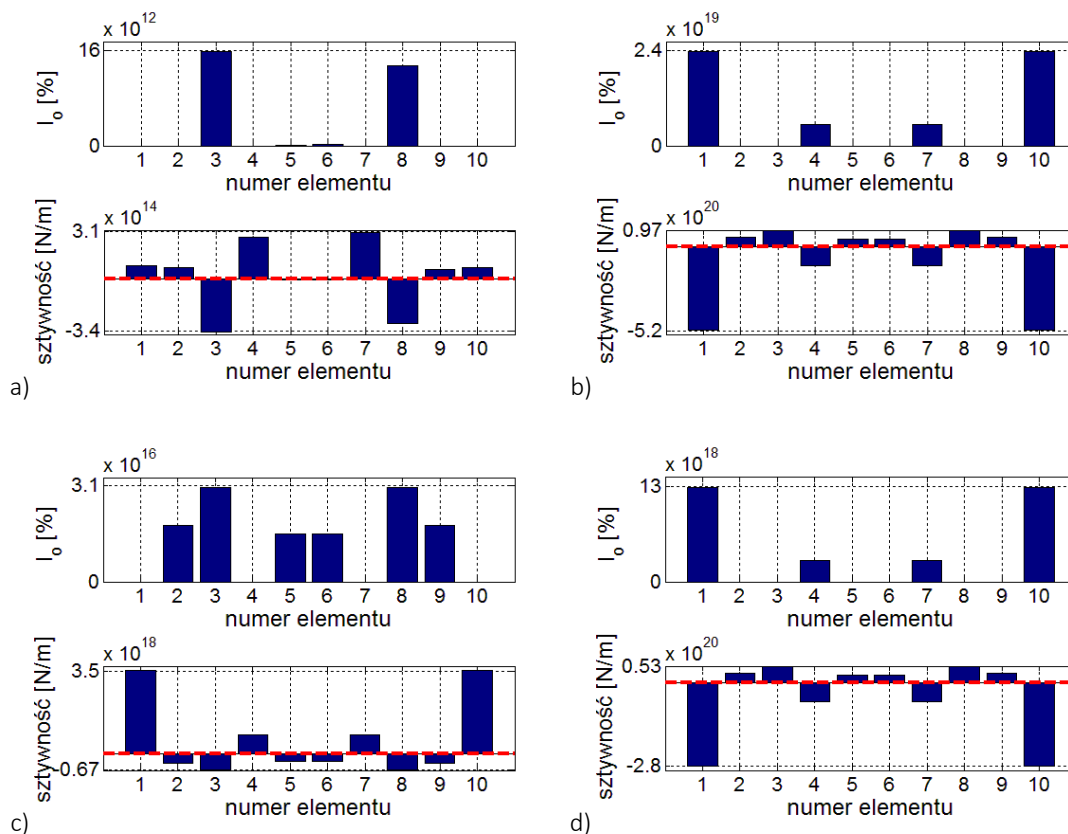 x 10^12
16
I_o [%]
0
1 2 3 4 5 6 7 8 9 10
numer elementu
x 10^14
3.1
sztywność [N/m]
-3.4
1 2 3 4 5 6 7 8 9 10
numer elementu
a)
x 10^19
2.4
I_o [%]
0
1 2 3 4 5 6 7 8 9 10
numer elementu
x 10^20
0.97
sztywność [N/m]
-5.2
1 2 3 4 5 6 7 8 9 10
numer elementu
b)
x 10^16
3.1
I_o [%]
0
1 2 3 4 5 6 7 8 9 10
numer elementu
x 10^18
3.5
sztywność [N/m]
-0.67
1 2 3 4 5 6 7 8 9 10
numer elementu
c)
x 10^18
13
I_o [%]
0
1 2 3 4 5 6 7 8 9 10
numer elementu
x 10^20
0.53
sztywność [N/m]
-2.8
1 2 3 4 5 6 7 8 9 10
numer elementu
d)